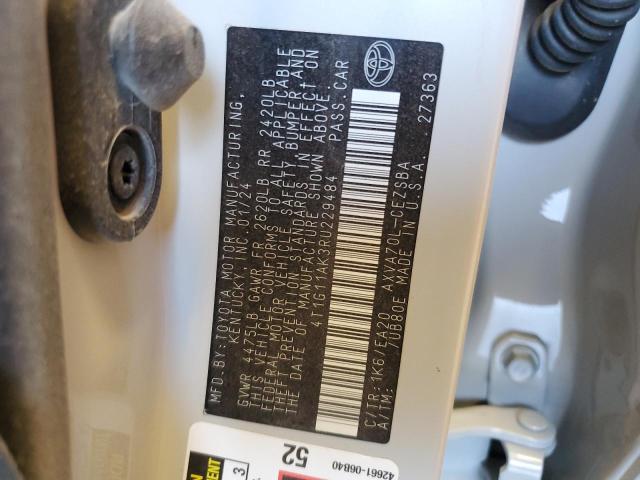 MFD.BY:TOYOTA MOTOR MANUFACTURING,
KENTUCKY, INC. 01/24
GVWR 4475LB GAWR FR 2620LB RR 2420LB
THIS VEHICLE CONFORMS TO ALL APPLICABLE
FEDERAL MOTOR VEHICLE SAFETY, BUMPER, AND
THEFT PREVENTION STANDARDS IN EFFECT ON
THE DATE OF MANUFACTURE SHOWN ABOVE.
4T1G11AK3RU229484 PASS.CAR
C/TR:1K6/EA20 AXVA70L-CEZSBA
A/TM: /UB80E MADE IN U.S.A. 27363
52
42661-06B40
3